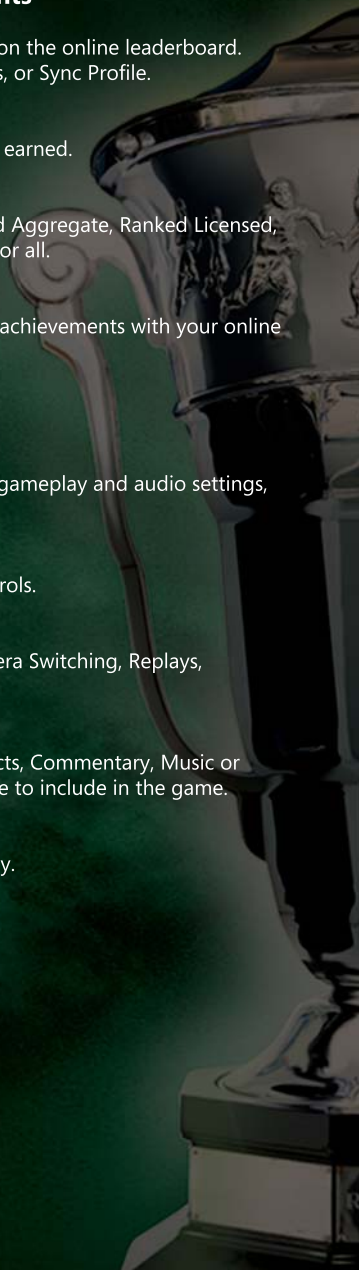 on the online leaderboard.
s, or Sync Profile.
earned.
d Aggregate, Ranked Licensed,
or all.
achievements with your online
gameplay and audio settings,
rols.
era Switching, Replays,
cts, Commentary, Music or
e to include in the game.
y.